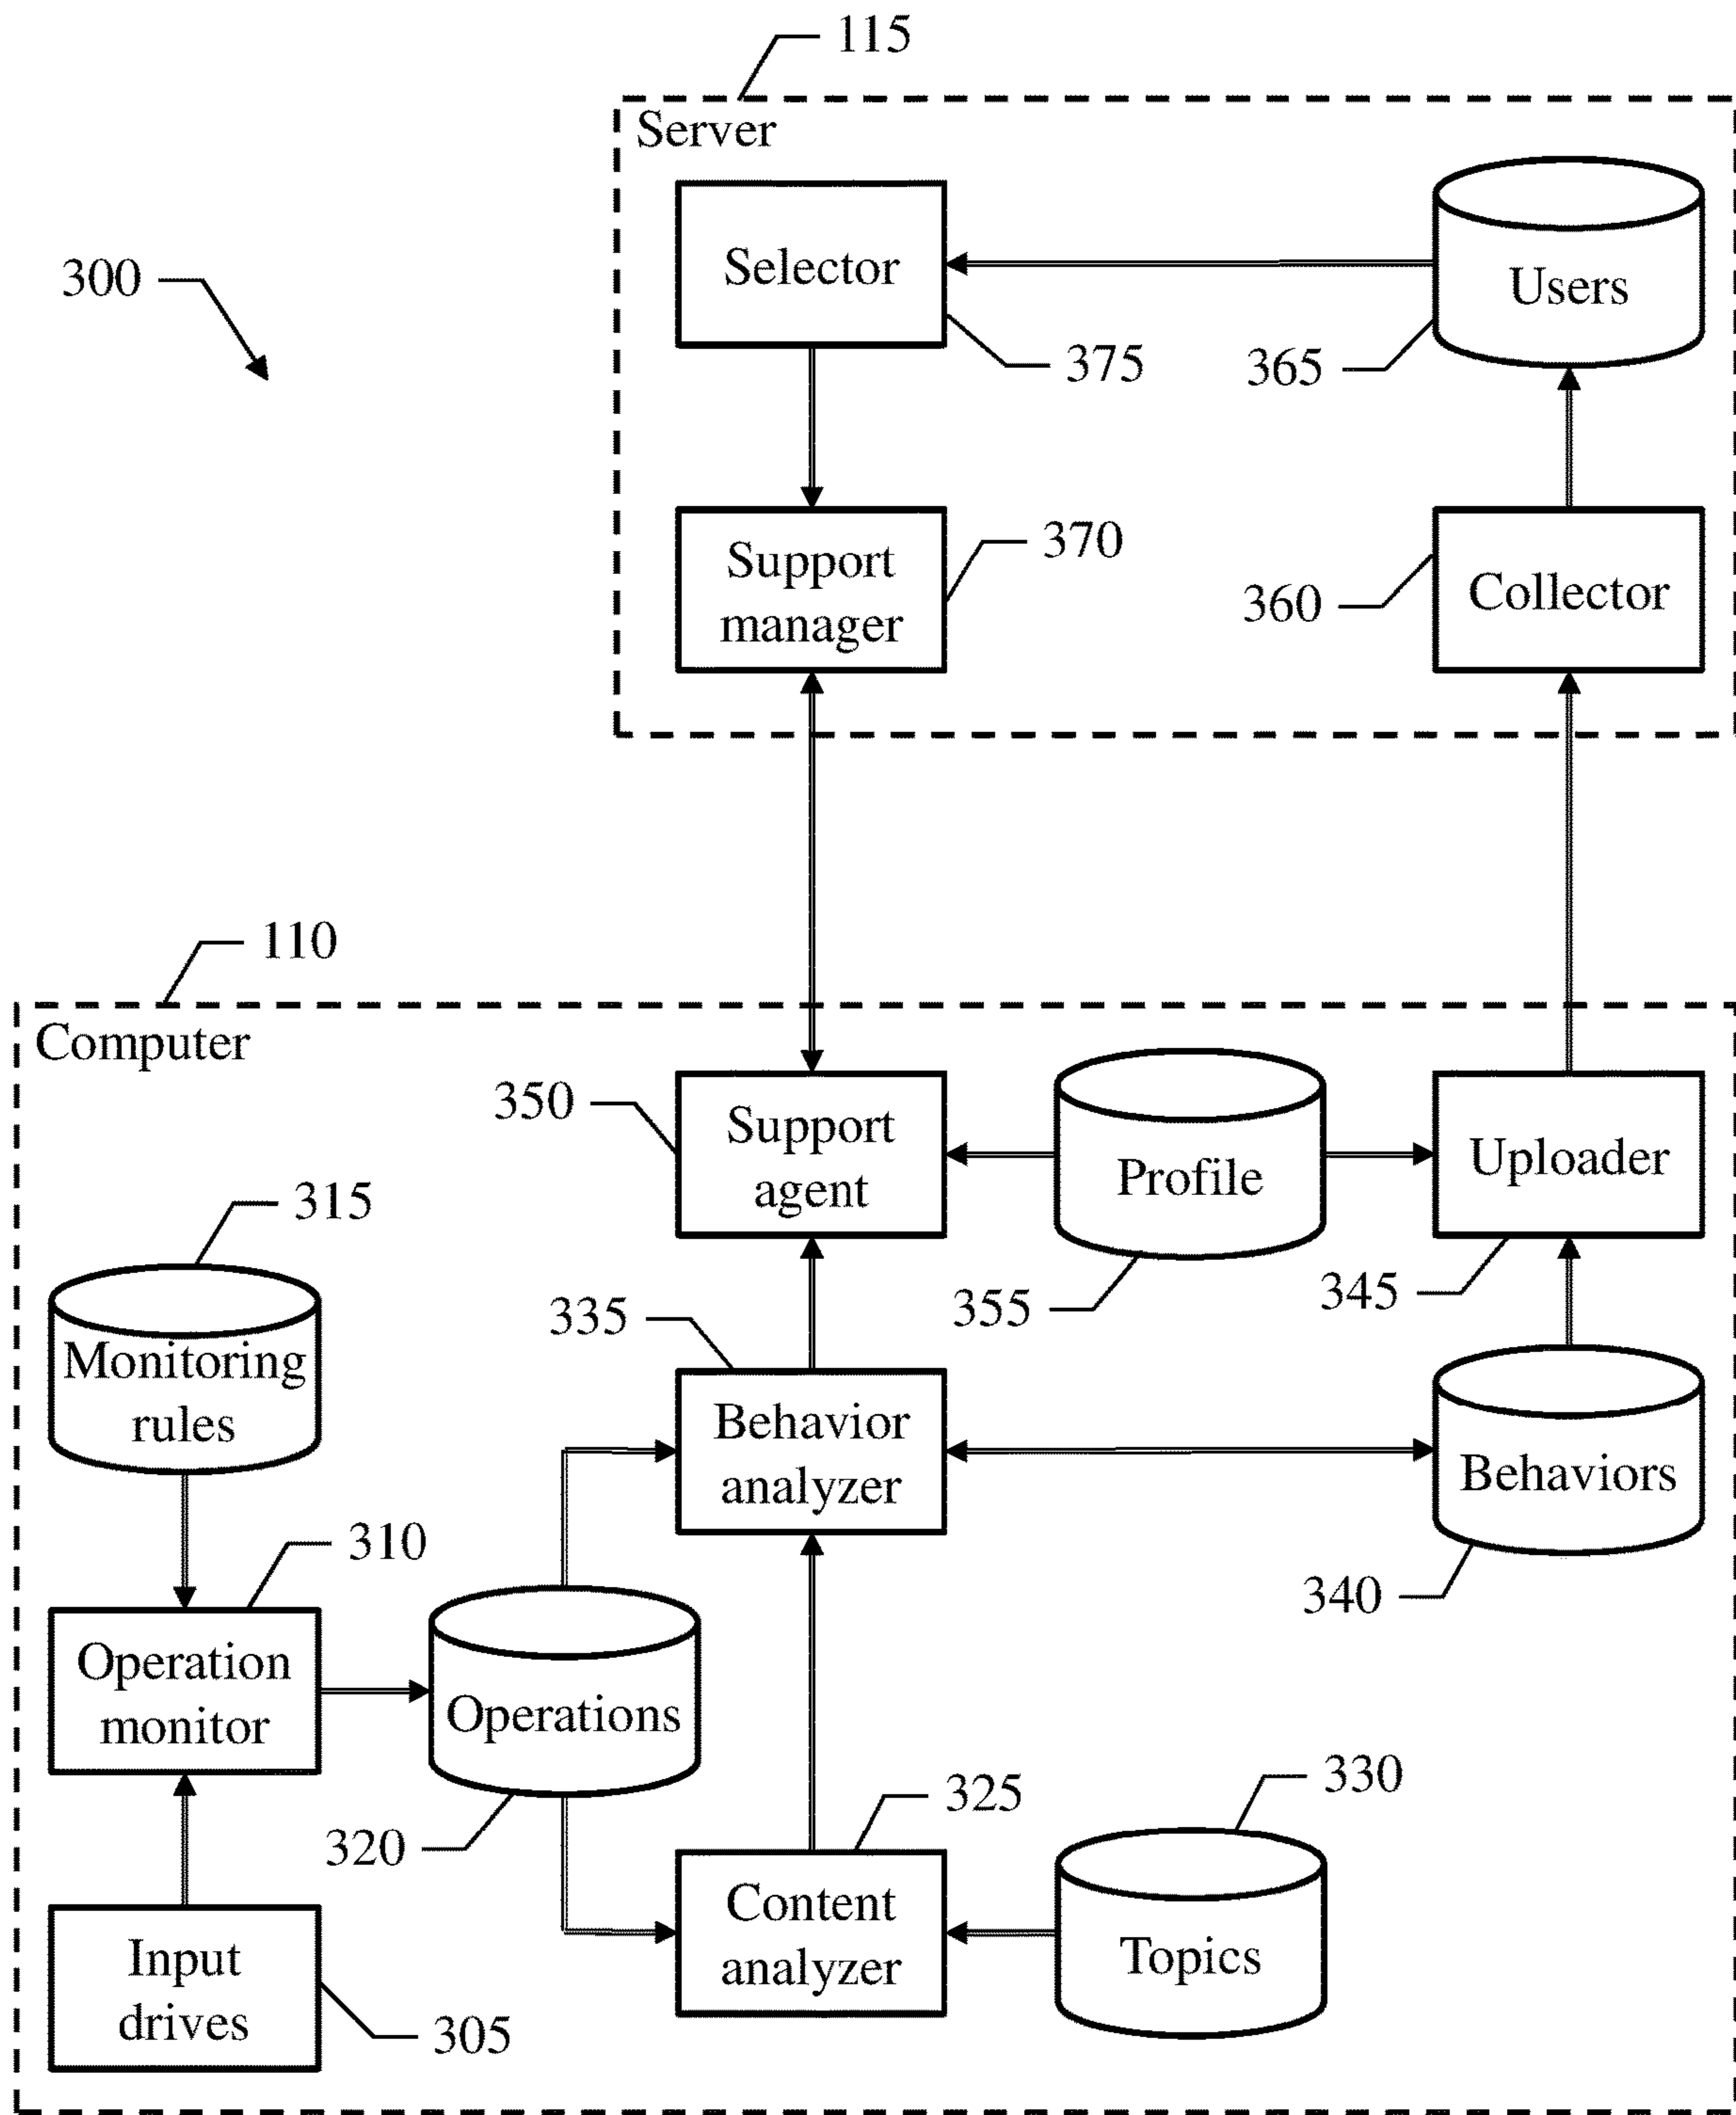 115
Server
Selector
Users
300
375
365
Support
manager
370
360
Collector
110
Computer
350
Support
agent
Profile
Uploader
315
355
345
335
Monitoring
rules
Behavior
analyzer
Behaviors
310
340
Operation
monitor
Operations
330
325
320
Content
analyzer
Topics
Input
drives
305